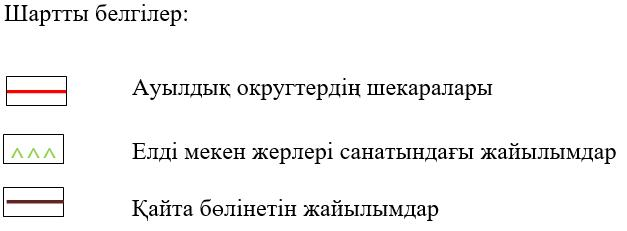 Шартты белгілер:
Ауылдық округтердің шекаралары
Елді мекен жерлері санатындағы жайылымдар
Қайта бөлінетін жайылымдар